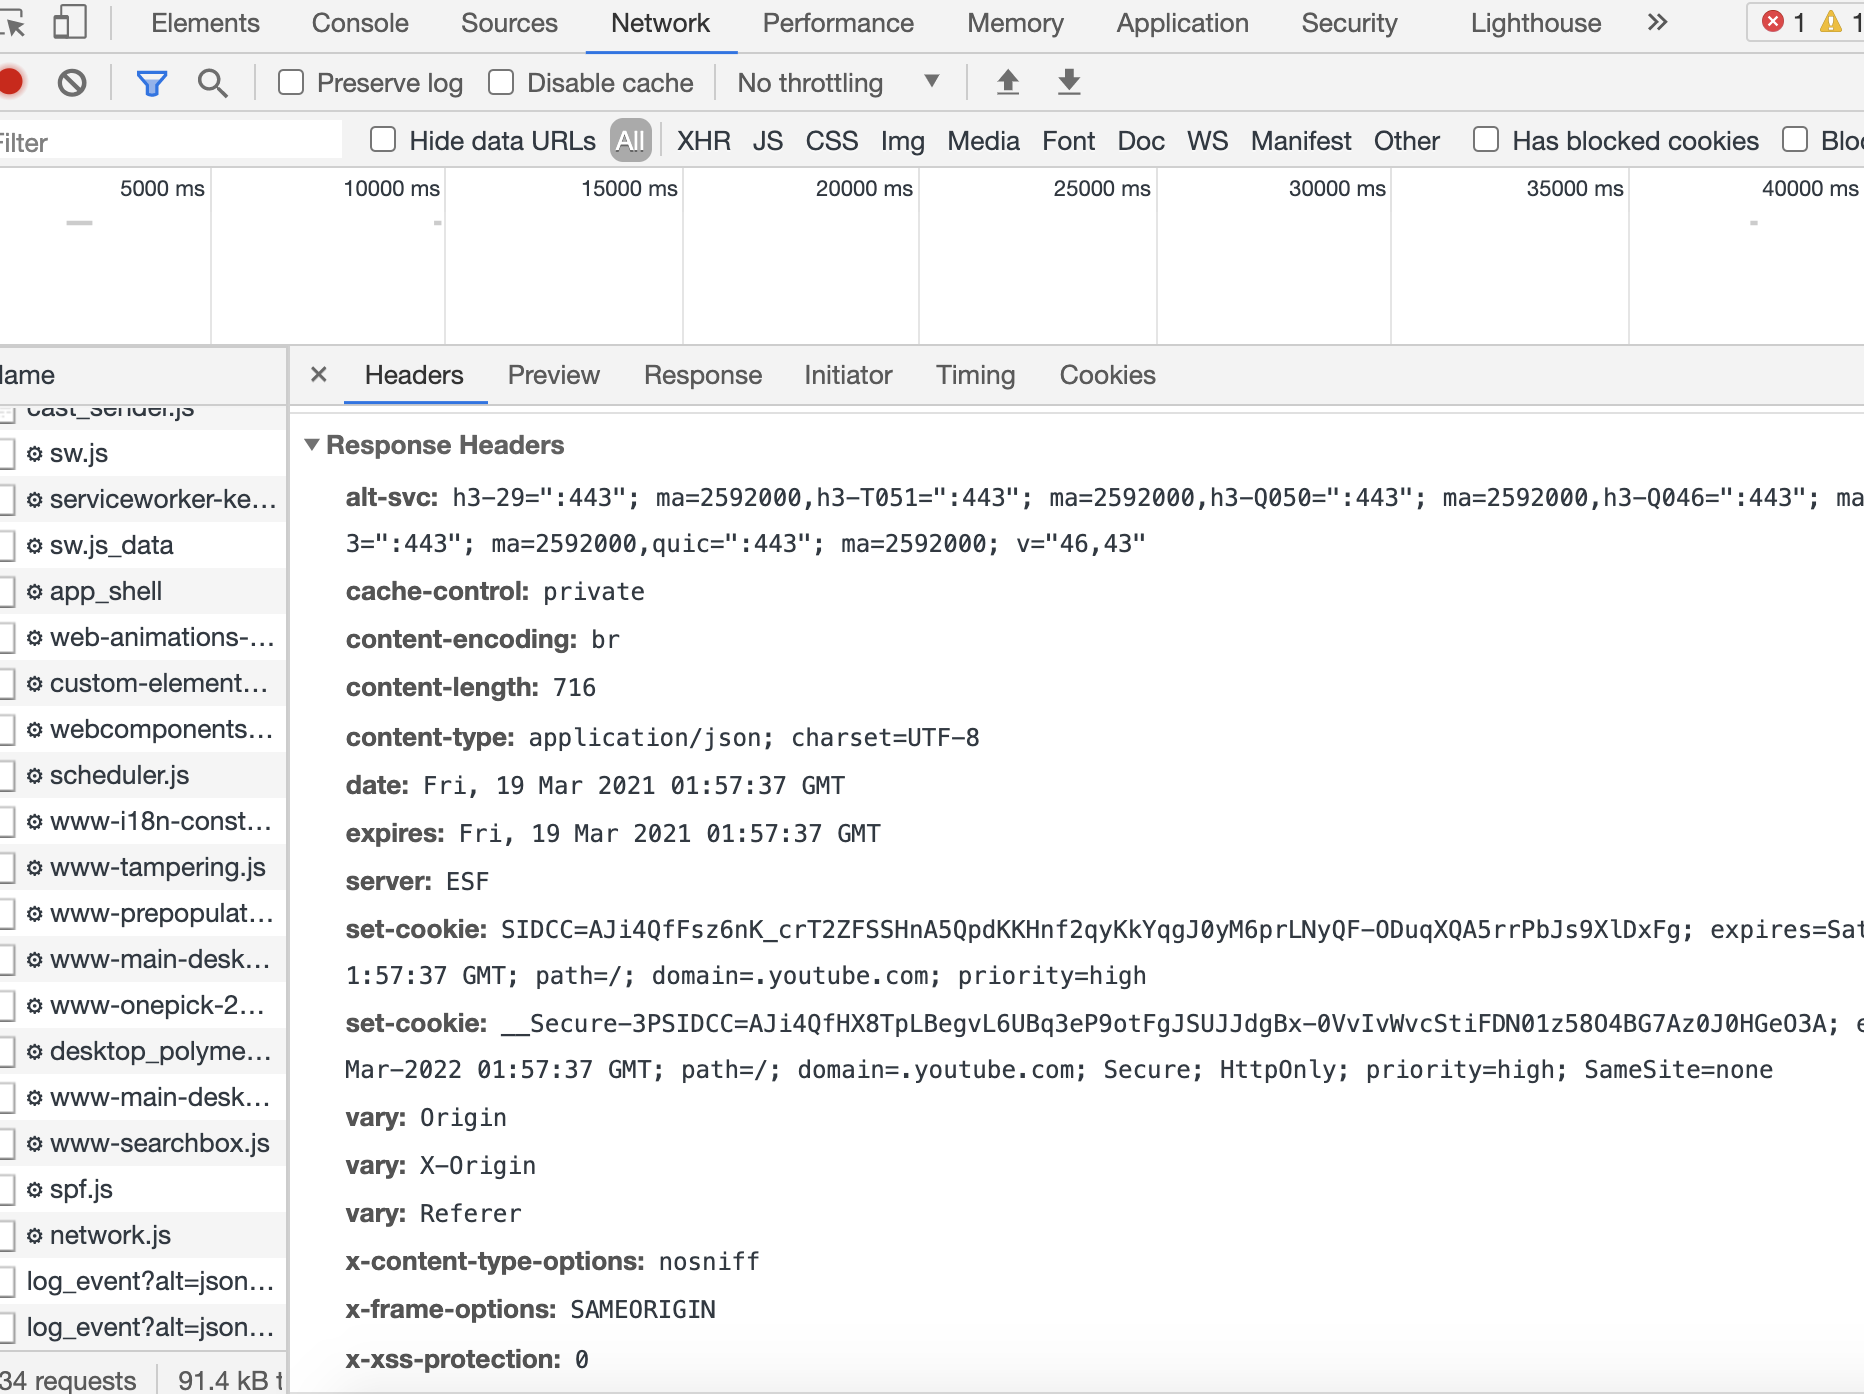 Elements Console Sources Network Performance Memory Application Security Lighthouse 1 1
Preserve log Disable cache No throttling
Filter Hide data URLs All XHR JS CSS Img Media Font Doc WS Manifest Other Has blocked cookies Bloc
5000 ms 10000 ms 15000 ms 20000 ms 25000 ms 30000 ms 35000 ms 40000 ms
Name
cast_sender.js
sw.js
serviceworker-ke...
sw.js_data
app_shell
web-animations-...
custom-element...
webcomponents...
scheduler.js
www-i18n-const...
www-tampering.js
www-prepopulat...
www-main-desk...
www-onepick-2...
desktop_polyme...
www-main-desk...
www-searchbox.js
spf.js
network.js
log_event?alt=json...
log_event?alt=json...
34 requests 91.4 kB t
× Headers Preview Response Initiator Timing Cookies
Response Headers
alt-svc: h3-29=":443"; ma=2592000,h3-T051=":443"; ma=2592000,h3-Q050=":443"; ma=2592000,h3-Q046=":443"; ma
3=":443"; ma=2592000,quic=":443"; ma=2592000; v="46,43"
cache-control: private
content-encoding: br
content-length: 716
content-type: application/json; charset=UTF-8
date: Fri, 19 Mar 2021 01:57:37 GMT
expires: Fri, 19 Mar 2021 01:57:37 GMT
server: ESF
set-cookie: SIDCC=AJi4QfFsz6nK_crT2ZFSSHnA5QpdKKHnf2qyKkYqgJ0yM6prLNyQF-ODuqXQA5rrPbJs9XlDxFg; expires=Sat
1:57:37 GMT; path=/; domain=.youtube.com; priority=high
set-cookie: __Secure-3PSIDCC=AJi4QfHX8TpLBegvL6UBq3eP9otFgJSUJJdgBx-0VvIvWvcStiFDN01z58O4BG7Az0J0HGeO3A; e
Mar-2022 01:57:37 GMT; path=/; domain=.youtube.com; Secure; HttpOnly; priority=high; SameSite=none
vary: Origin
vary: X-Origin
vary: Referer
x-content-type-options: nosniff
x-frame-options: SAMEORIGIN
x-xss-protection: 0